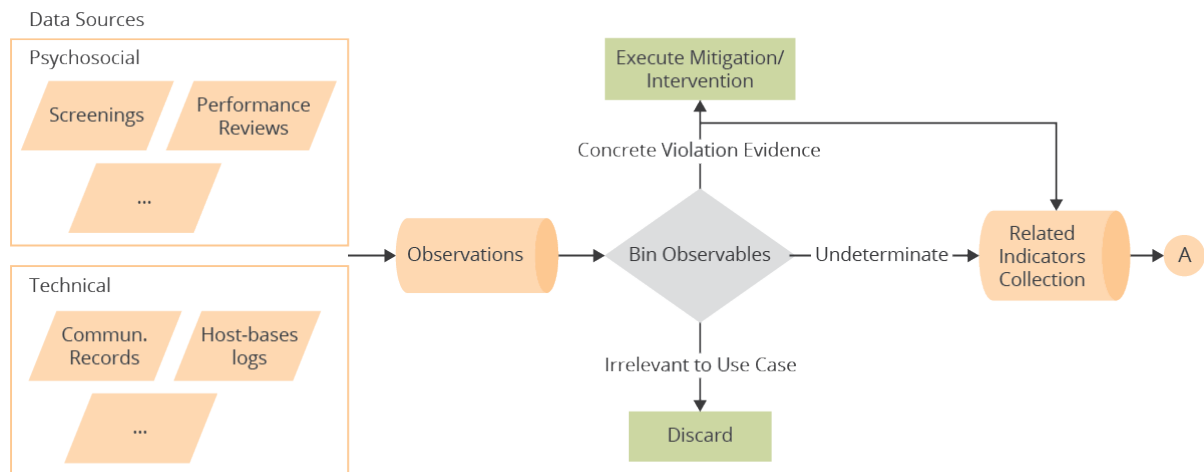 Data Sources
Psychosocial
Screenings
Performance
Reviews
...
Technical
Commun.
Records
Host-bases
logs
...
Observations
Bin Observables
Execute Mitigation/
Intervention
Concrete Violation Evidence
Undeterminate
Irrelevant to Use Case
Discard
Related
Indicators
Collection
A